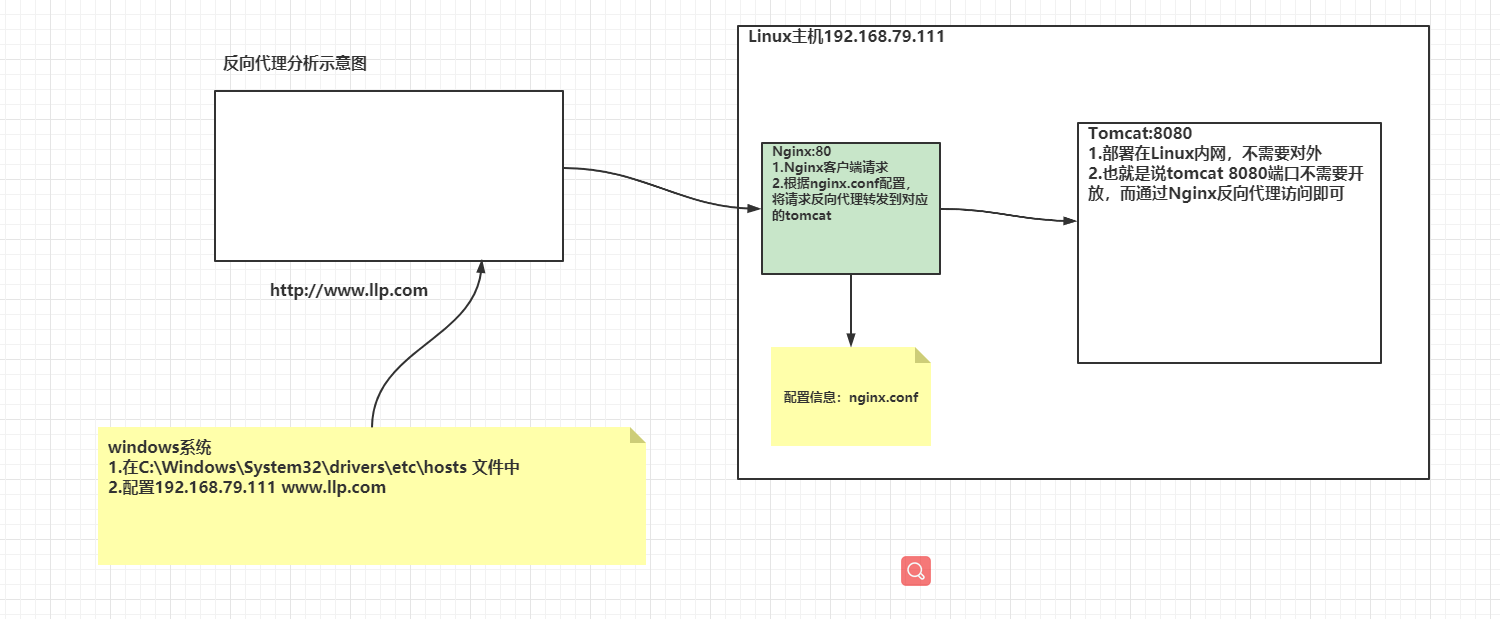 反向代理分析示意图
http://www.llp.com
windows系统
1.在C:\Windows\System32\drivers\etc\hosts 文件中
2.配置192.168.79.111 www.llp.com
Linux主机192.168.79.111
Nginx:80
1.Nginx客户端请求
2.根据nginx.conf配置，
将请求反向代理转发到对应
的tomcat
配置信息：nginx.conf
Tomcat:8080
1.部署在Linux内网，不需要对外
2.也就是说tomcat 8080端口不需要开
放，而通过Nginx反向代理访问即可